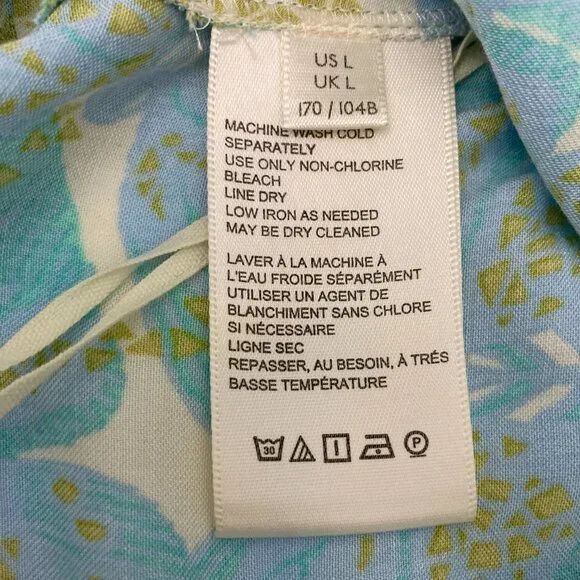 US L
UK L
170 / 104B
MACHINE WASH COLD
SEPARATELY
USE ONLY NON-CHLORINE
BLEACH
LINE DRY
LOW IRON AS NEEDED
MAY BE DRY CLEANED
LAVER À LA MACHINE À
L'EAU FROIDE SÉPARÉMENT
UTILISER UN AGENT DE
BLANCHIMENT SANS CHLORE
SI NÉCESSAIRE
LIGNE SEC
REPASSER, AU BESOIN, À TRÉS
BASSE TEMPÉRATURE
30 P